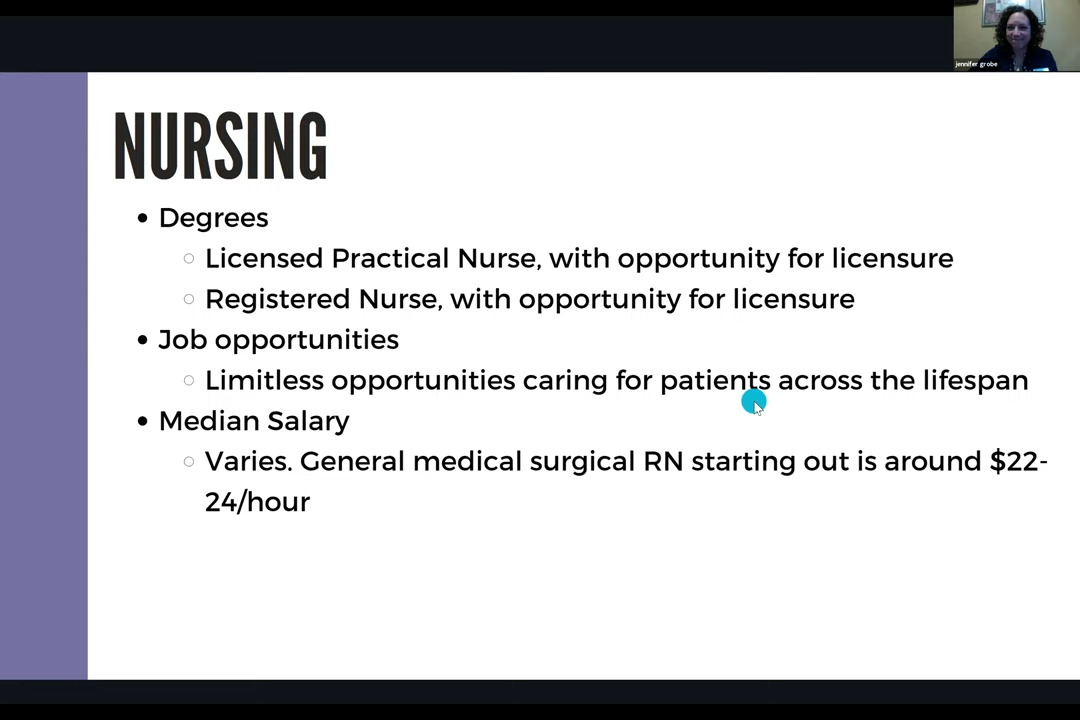 jennifer grobe
NURSING
• Degrees
○ Licensed Practical Nurse, with opportunity for licensure
○ Registered Nurse, with opportunity for licensure
• Job opportunities
○ Limitless opportunities caring for patients across the lifespan
• Median Salary
○ Varies. General medical surgical RN starting out is around $22-
24/hour